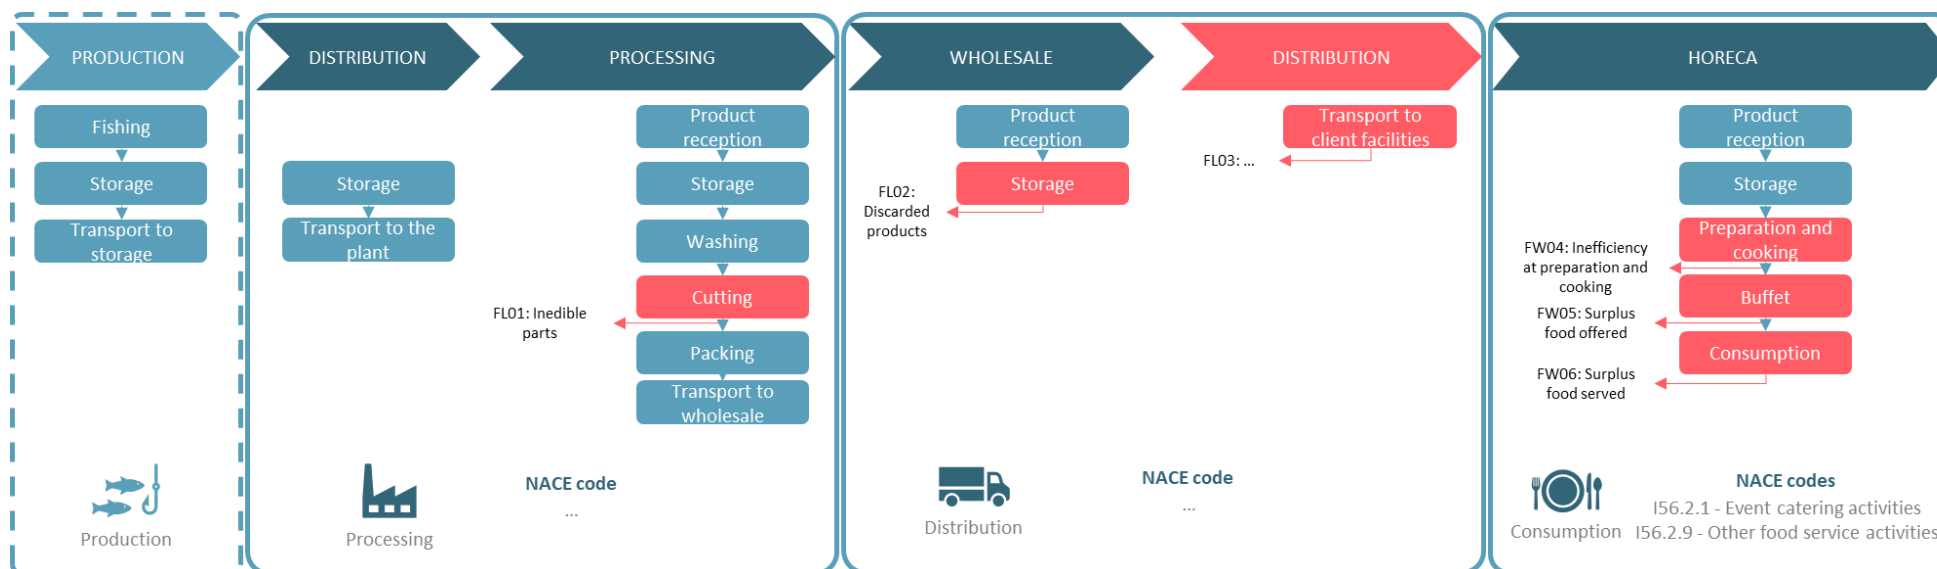 PRODUCTION
Fishing
Storage
Transport to
storage
Production
DISTRIBUTION
PROCESSING
Storage
Transport to the
plant
Product
reception
Storage
Washing
Cutting
FL01: Inedible
parts
Packing
Transport to
wholesale
Processing
NACE code
...
WHOLESALE
DISTRIBUTION
Product
reception
Storage
FL02:
Discarded
products
Transport to
client facilities
FL03: ...
Distribution
NACE code
...
HORECA
Product
reception
Storage
Preparation and
cooking
FW04: Inefficiency
at preparation and
cooking
Buffet
FW05: Surplus
food offered
Consumption
FW06: Surplus
food served
Consumption
NACE codes
I56.2.1 - Event catering activities
I56.2.9 - Other food service activities